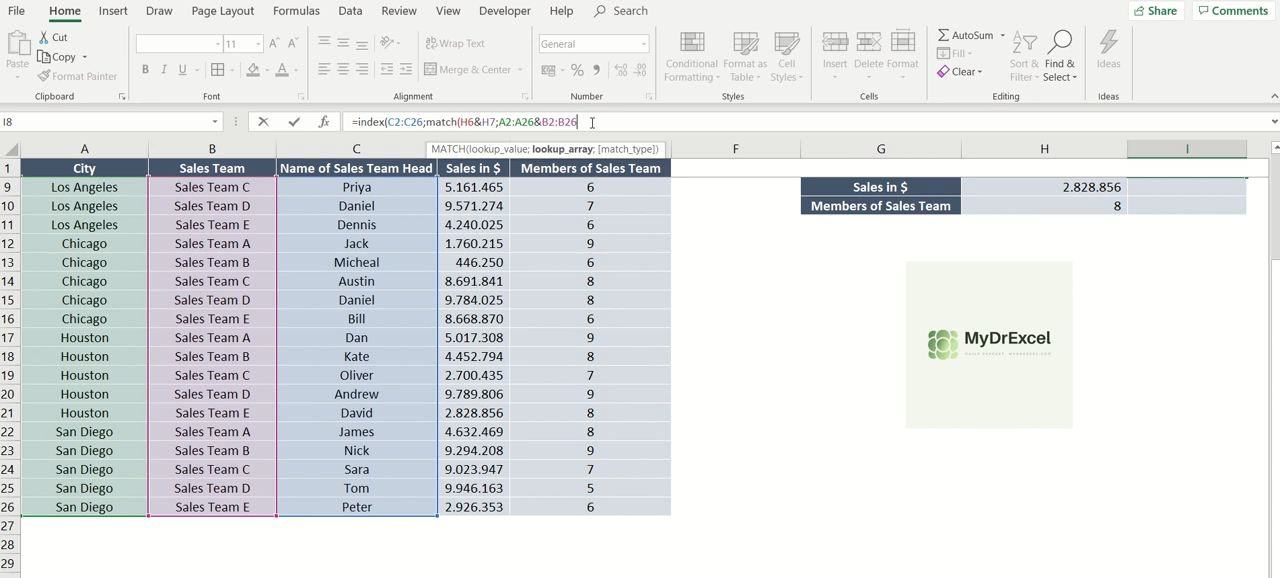 File Home Insert Draw Page Layout Formulas Data Review View Developer Help Search Share Comments
Cut
Copy
Format Painter
Paste
11 A A
B I U A
Wrap Text
Merge & Center
General
% 9
Conditional Formatting
Format as Table
Cell Styles
Insert
Delete
Format
AutoSum
Fill
Clear
Sort & Filter
Find & Select
Ideas
Clipboard Font Alignment Number Styles Cells Editing Ideas
I8 fx =index(C2:C26;match(H6&H7;A2:A26&B2:B26
MATCH(lookup_value; lookup_array; [match_type])
A B C F G H I
1 City Sales Team Name of Sales Team Head Sales in $ Members of Sales Team
9 Los Angeles Sales Team C Priya 5.161.465 6 Sales in $ 2.828.856
10 Los Angeles Sales Team D Daniel 9.571.274 7 Members of Sales Team 8
11 Los Angeles Sales Team E Dennis 4.240.025 6
12 Chicago Sales Team A Jack 1.760.215 9
13 Chicago Sales Team B Micheal 446.250 6
14 Chicago Sales Team C Austin 8.691.841 8
15 Chicago Sales Team D Daniel 9.784.025 8
16 Chicago Sales Team E Bill 8.668.870 6
17 Houston Sales Team A Dan 5.017.308 9
18 Houston Sales Team B Kate 4.452.794 8
19 Houston Sales Team C Oliver 2.700.435 7
20 Houston Sales Team D Andrew 9.789.806 9
21 Houston Sales Team E David 2.828.856 8
22 San Diego Sales Team A James 4.632.469 8
23 San Diego Sales Team B Nick 9.294.208 9
24 San Diego Sales Team C Sara 9.023.947 7
25 San Diego Sales Team D Tom 9.946.163 5
26 San Diego Sales Team E Peter 2.926.353 6
27
28
29
MyDrExcel